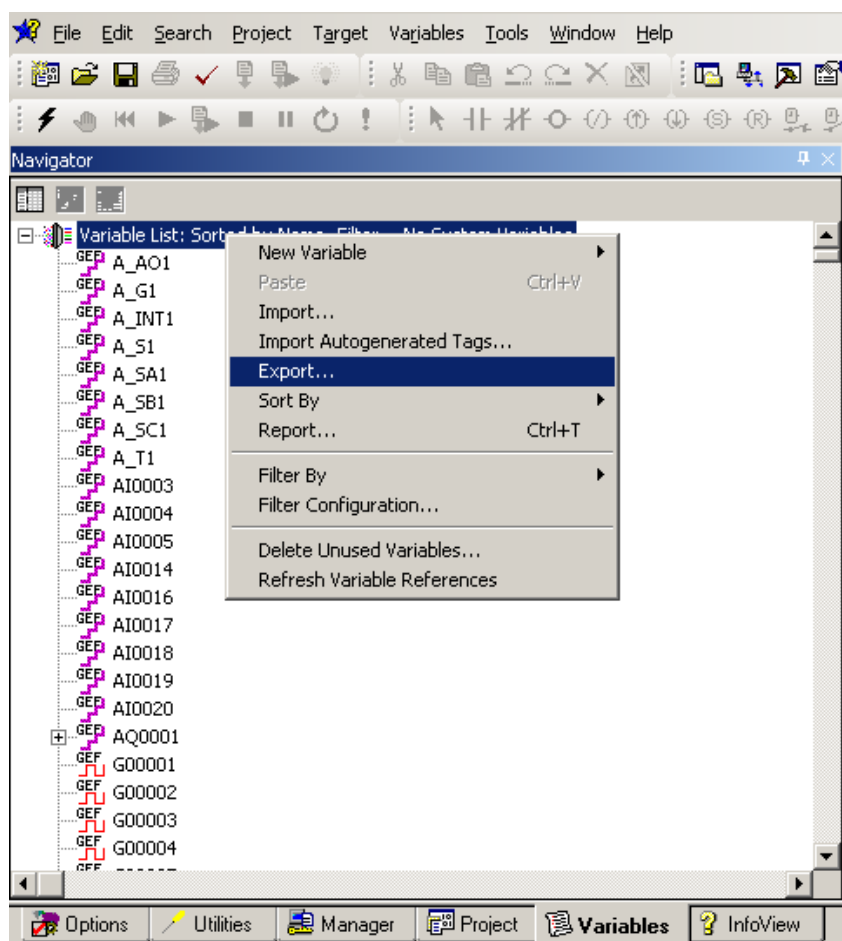 File Edit Search Project Target Variables Tools Window Help
Navigator
Variable List: Sorted by Name, Filter
New Variable
Paste Ctrl+V
Import...
Import Autogenerated Tags...
Export...
Sort By
Report... Ctrl+T
Filter By
Filter Configuration...
Delete Unused Variables...
Refresh Variable References
GEF A_AO1
GEF A_G1
GEF A_INT1
GEF A_S1
GEF A_SA1
GEF A_SB1
GEF A_SC1
GEF A_T1
GEF AI0003
GEF AI0004
GEF AI0005
GEF AI0014
GEF AI0016
GEF AI0017
GEF AI0018
GEF AI0019
GEF AI0020
GEF AQ0001
GEF G00001
GEF G00002
GEF G00003
GEF G00004
Options Utilities Manager Project Variables InfoView